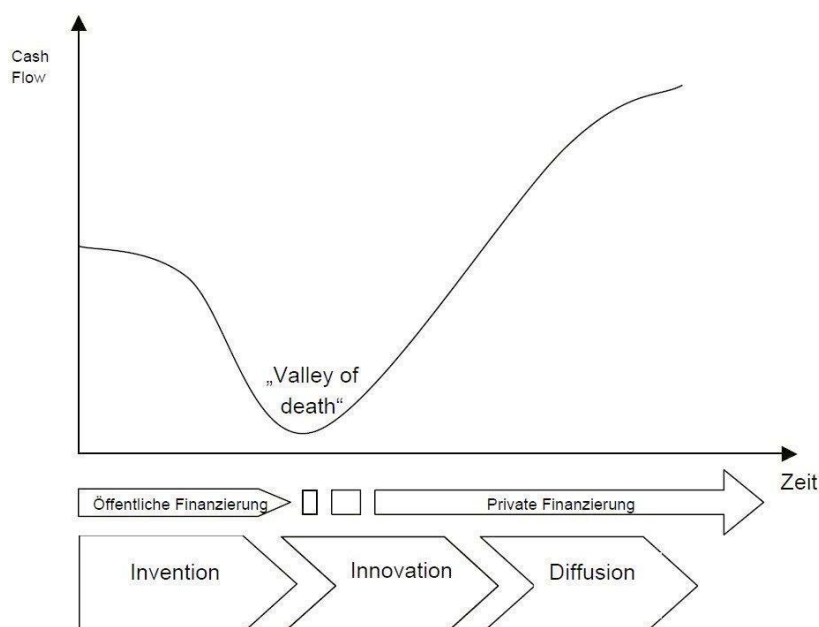 Cash
Flow
„Valley of
death“
Zeit
Öffentliche Finanzierung
Private Finanzierung
Invention
Innovation
Diffusion